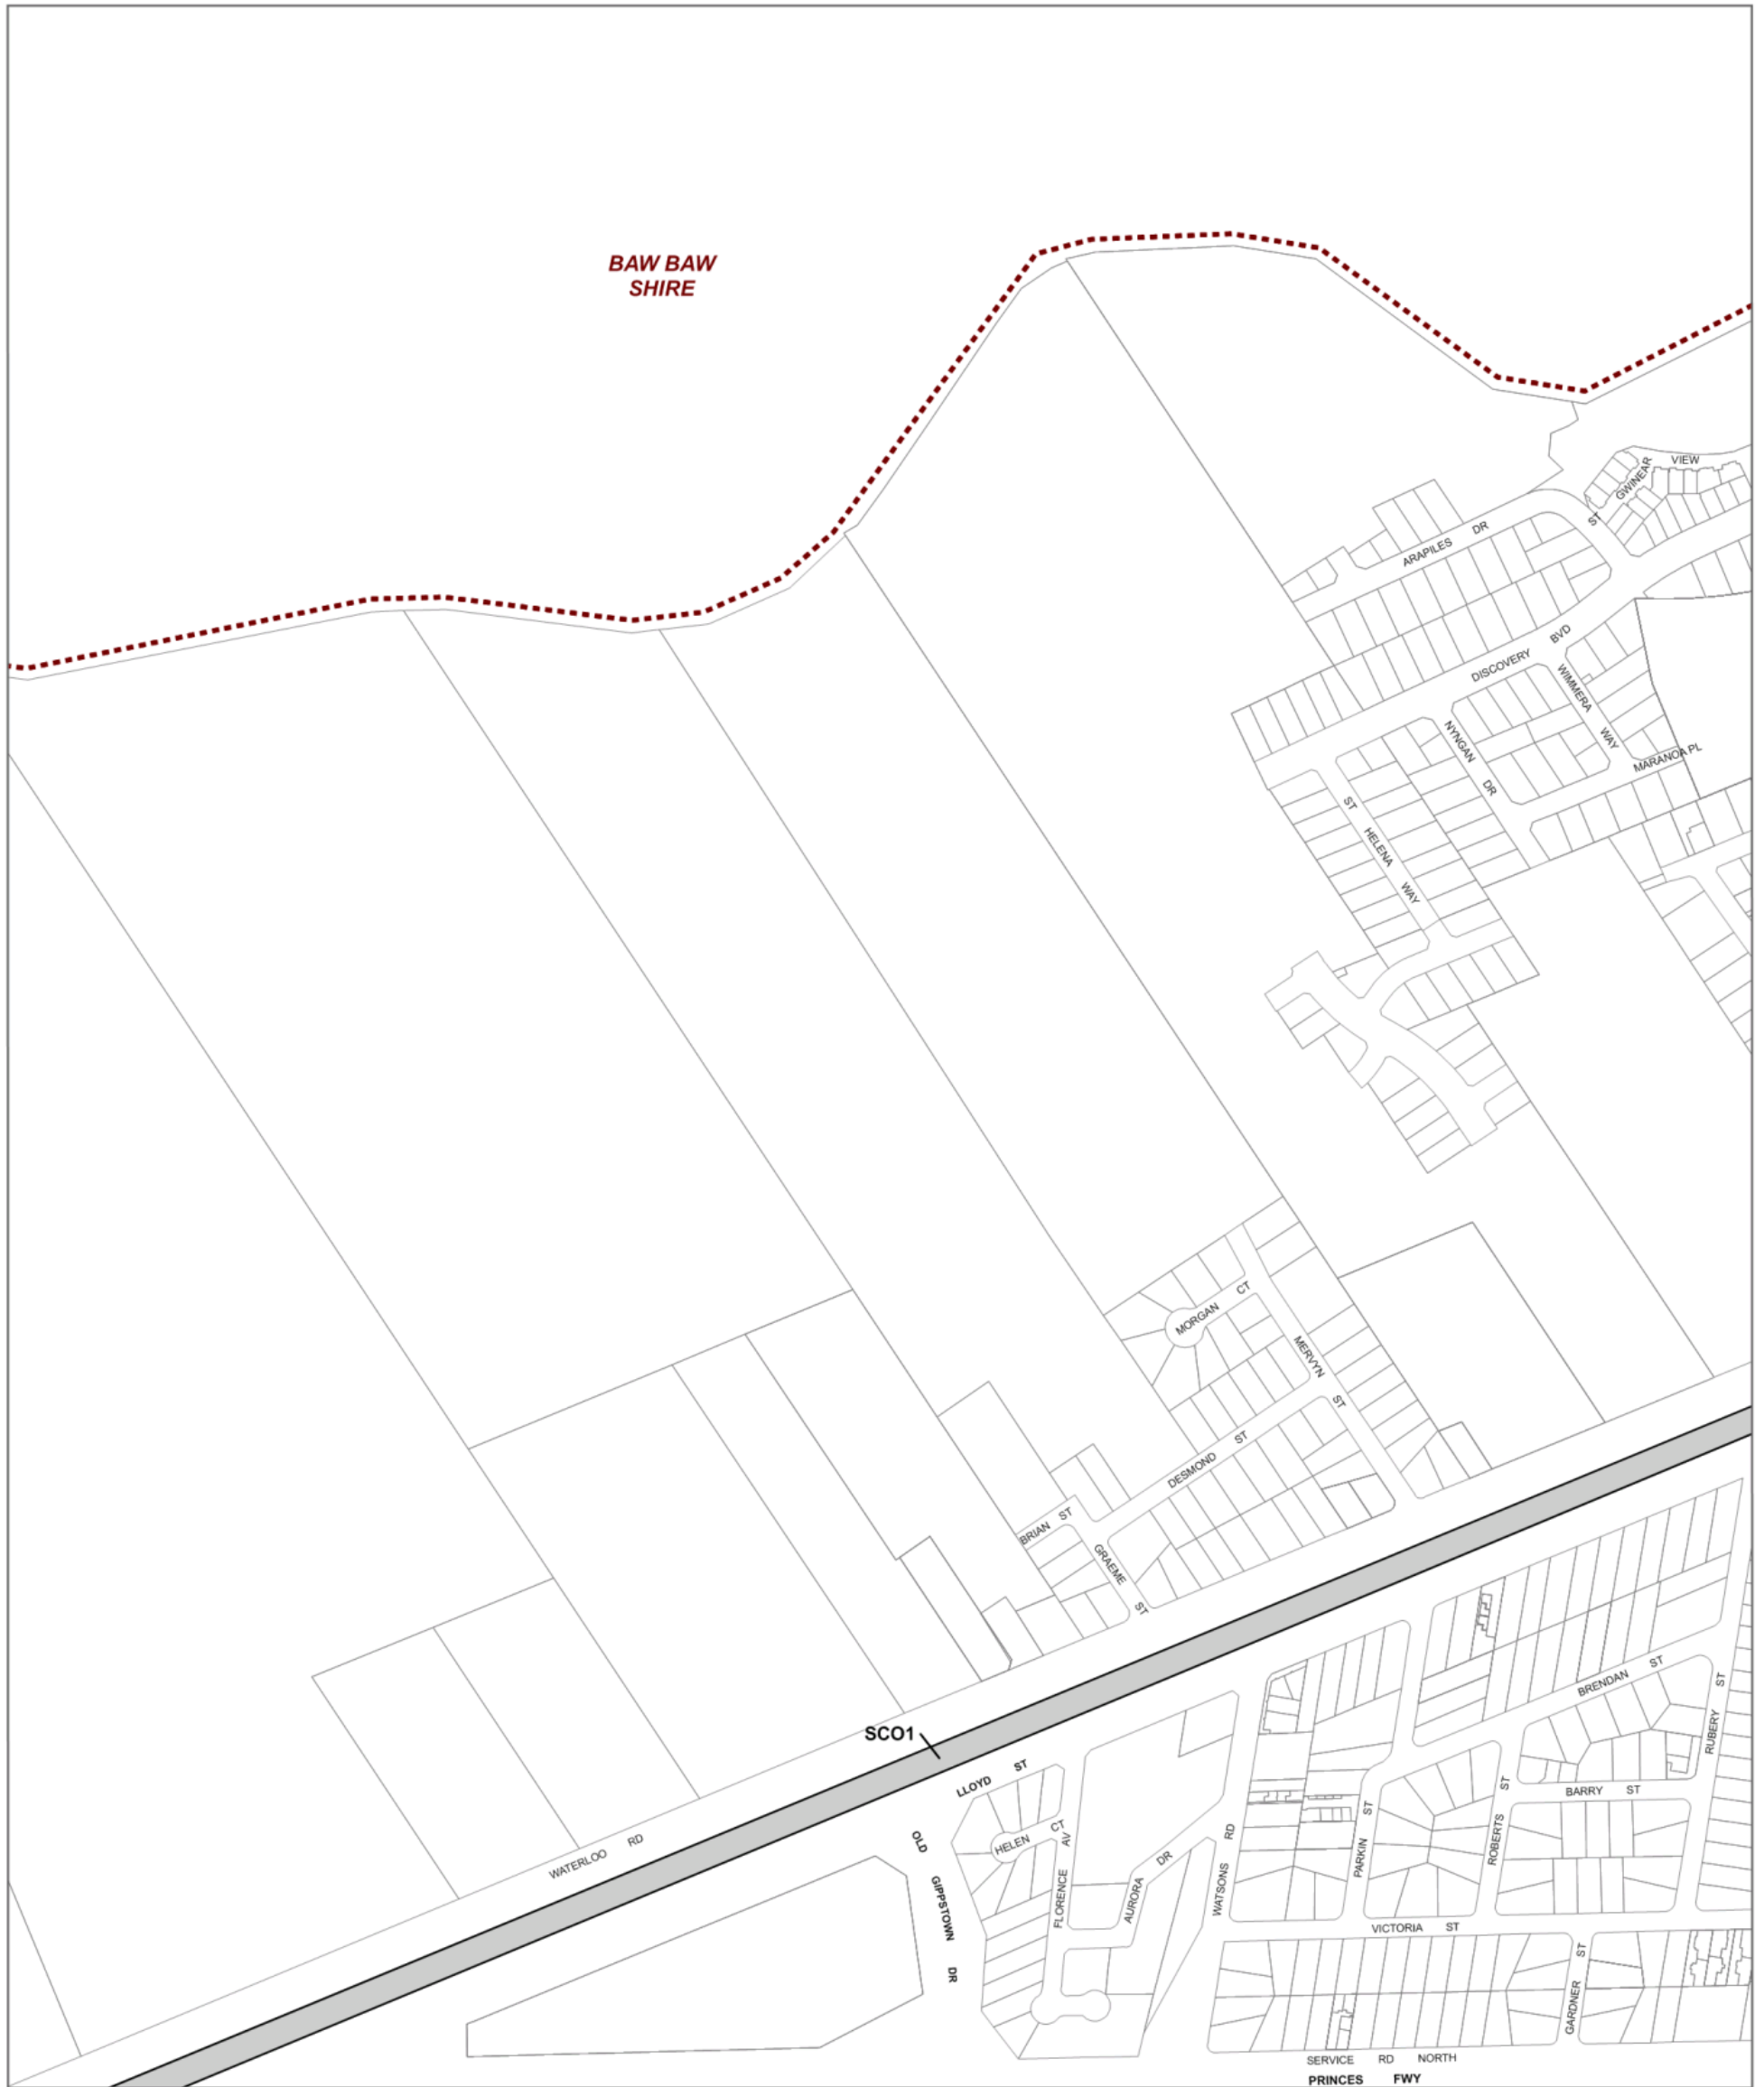 BAW BAW
SHIRE
GWINEAR
VIEW
ST
ARAPILES DR
DISCOVERY BVD
WIMMERA WAY
NYNGAN DR
MARANOA PL
ST HELENA WAY
MORGAN CT
MERVYN ST
DESMOND ST
BRIAN ST
GRAEME ST
SCO1
LLOYD ST
BRENDAN ST
RUBERY ST
BARRY ST
WATERLOO RD
OLD GIPPSTOWN DR
HELEN CT
FLORENCE AV
AURORA DR
WATSONS RD
PARKIN ST
ROBERTS ST
VICTORIA ST
GARDNER ST
SERVICE RD NORTH
PRINCES FWY